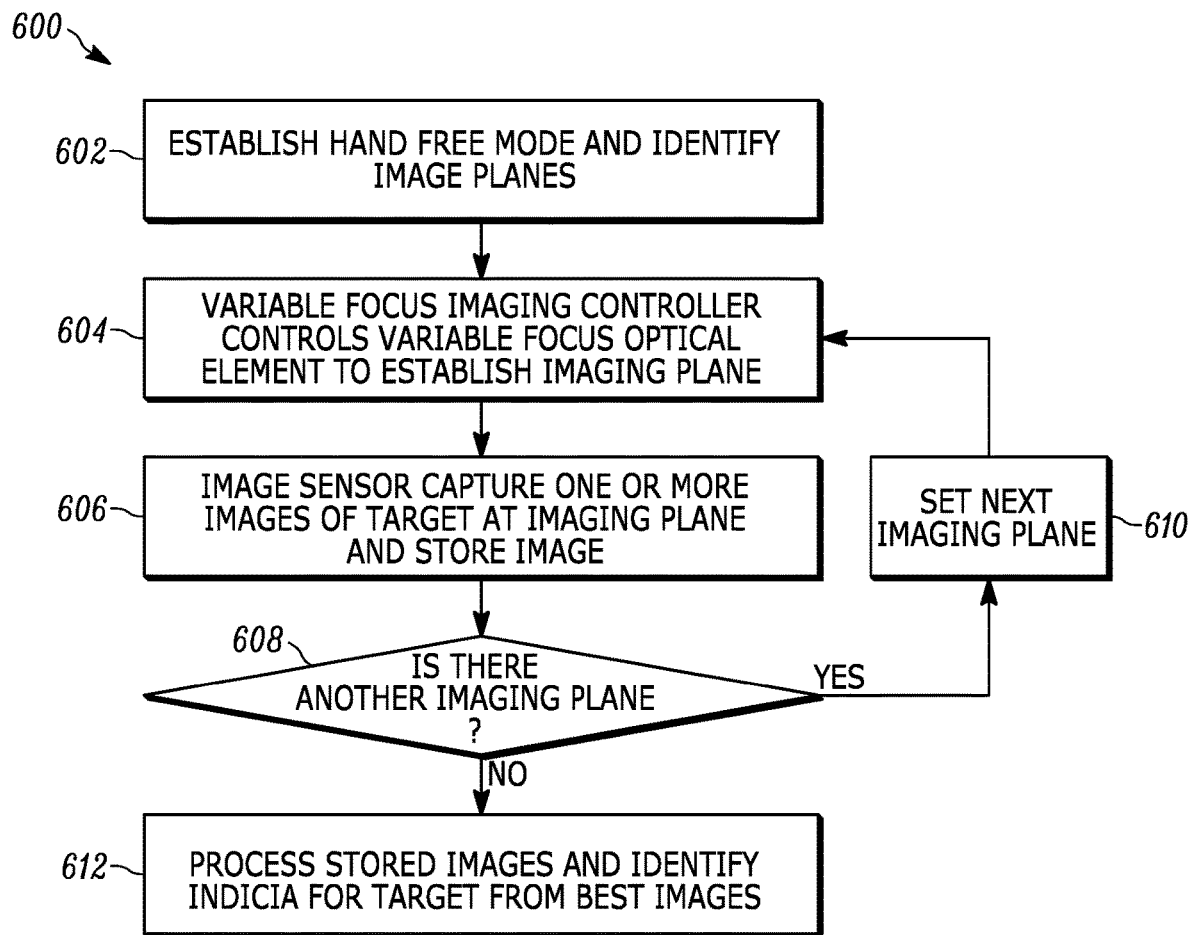 600
602
ESTABLISH HAND FREE MODE AND IDENTIFY
IMAGE PLANES
604
VARIABLE FOCUS IMAGING CONTROLLER
CONTROLS VARIABLE FOCUS OPTICAL
ELEMENT TO ESTABLISH IMAGING PLANE
606
IMAGE SENSOR CAPTURE ONE OR MORE
IMAGES OF TARGET AT IMAGING PLANE
AND STORE IMAGE
SET NEXT
IMAGING PLANE
610
608
IS THERE
ANOTHER IMAGING PLANE
?
YES
NO
612
PROCESS STORED IMAGES AND IDENTIFY
INDICIA FOR TARGET FROM BEST IMAGES